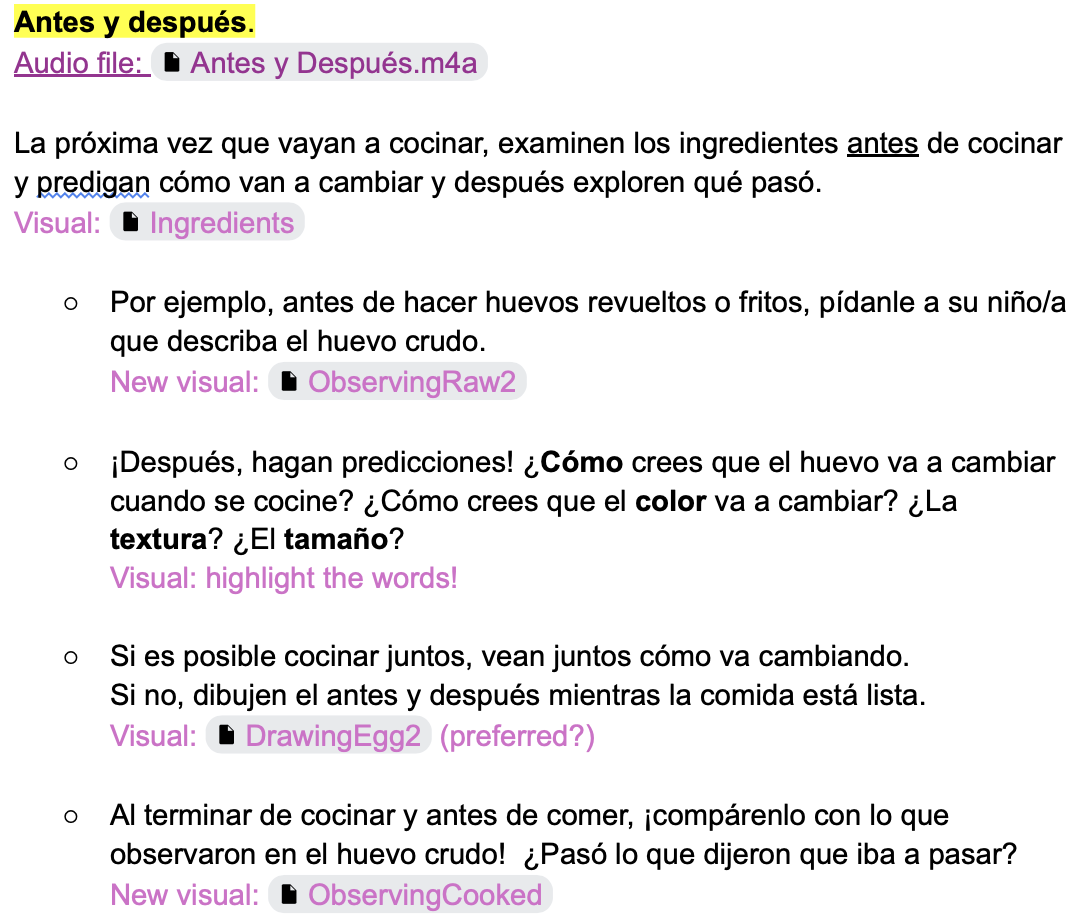 Antes y después.
Audio file: Antes y Después.m4a
La próxima vez que vayan a cocinar, examinen los ingredientes antes de cocinar
y predigan cómo van a cambiar y después exploren qué pasó.
Visual: Ingredients
○ Por ejemplo, antes de hacer huevos revueltos o fritos, pídanle a su niño/a
que describa el huevo crudo.
New visual: ObservingRaw2
○ ¡Después, hagan predicciones! ¿Cómo crees que el huevo va a cambiar
cuando se cocine? ¿Cómo crees que el color va a cambiar? ¿La
textura? ¿El tamaño?
Visual: highlight the words!
○ Si es posible cocinar juntos, vean juntos cómo va cambiando.
Si no, dibujen el antes y después mientras la comida está lista.
Visual: DrawingEgg2 (preferred?)
○ Al terminar de cocinar y antes de comer, ¡compárenlo con lo que
observaron en el huevo crudo!  ¿Pasó lo que dijeron que iba a pasar?
New visual: ObservingCooked